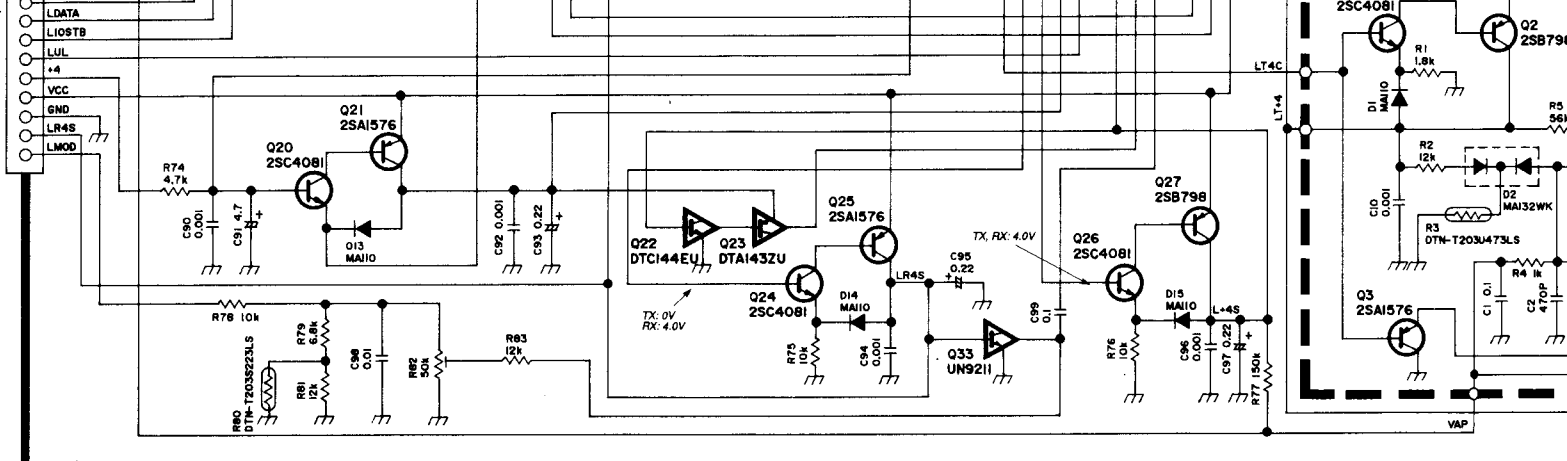 LDATA
LIOSTB
LUL
+4
VCC
GND
LR4S
LMOD
R74
4.7k
C90
0.001
C91 4.7
+
Q20
2SC4081
Q21
2SA1576
D13
MA110
C92 0.001
C93 0.22
+
R78 10k
R79
6.8k
R80
DTN-T203S223LS
R81
12k
C98
0.01
R82
50k
R83
12k
Q22
DTC144EU
Q23
DTA143ZU
TX: 0V
RX: 4.0V
Q24
2SC4081
Q25
2SA1576
R75
10k
D14
MA110
C94
0.001
LR4S
C95
0.22
+
Q33
UN9211
C99
0.1
TX, RX: 4.0V
Q26
2SC4081
Q27
2SB798
R76
10k
D15
MA110
L+4S
C96
0.001
C97 0.22
+
R77 150k
LT4C
LT+4
VAP
2SC4081
Q2
2SB798
R1
1.8k
D1
MA110
R5
56k
R2
12k
C10
0.001
D2
MA132WK
R3
DTN-T203U473LS
R4 1k
C1 0.1
C2
470P
Q3
2SA1576